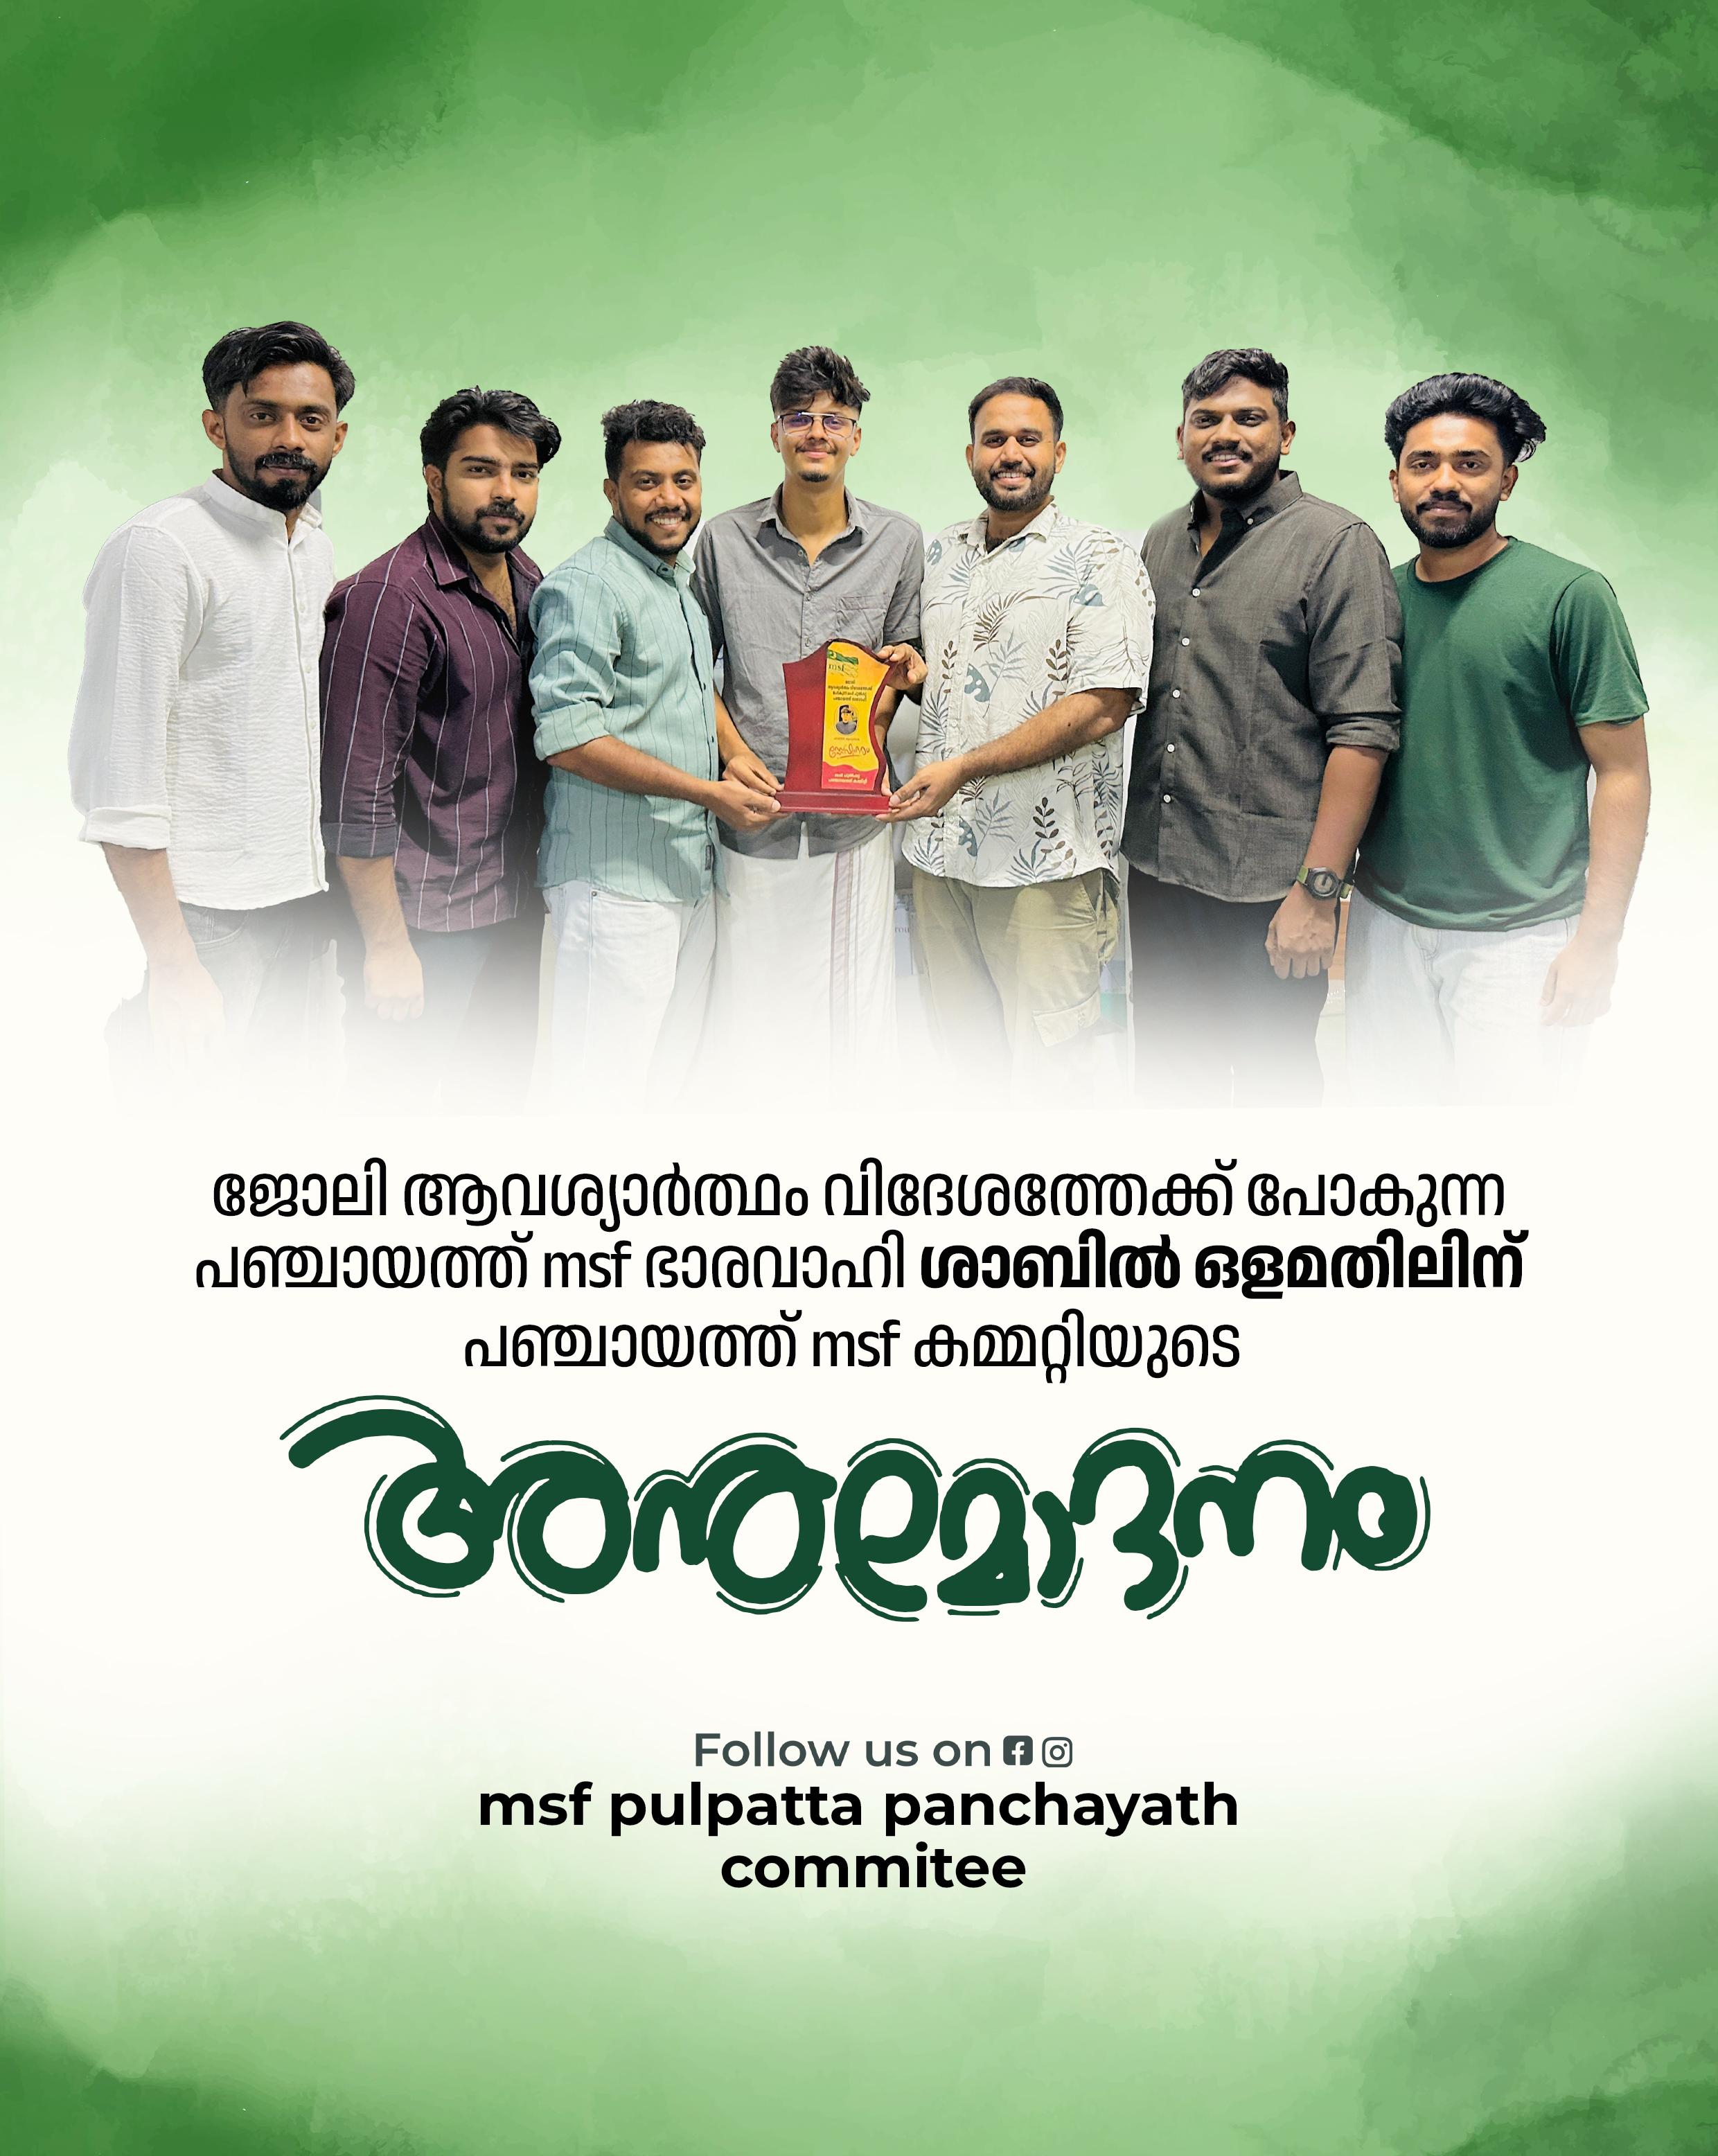 msf
ജോലി ആവശ്യാർത്ഥം വിദേശത്തേക്ക് പോകുന്ന
പഞ്ചായത്ത് msf ഭാരവാഹി ശാബിൽ ഒളമതിലിന്
പഞ്ചായത്ത് msf കമ്മറ്റിയുടെ
അനുമോദനം
Follow us on
msf pulpatta panchayath
commitee